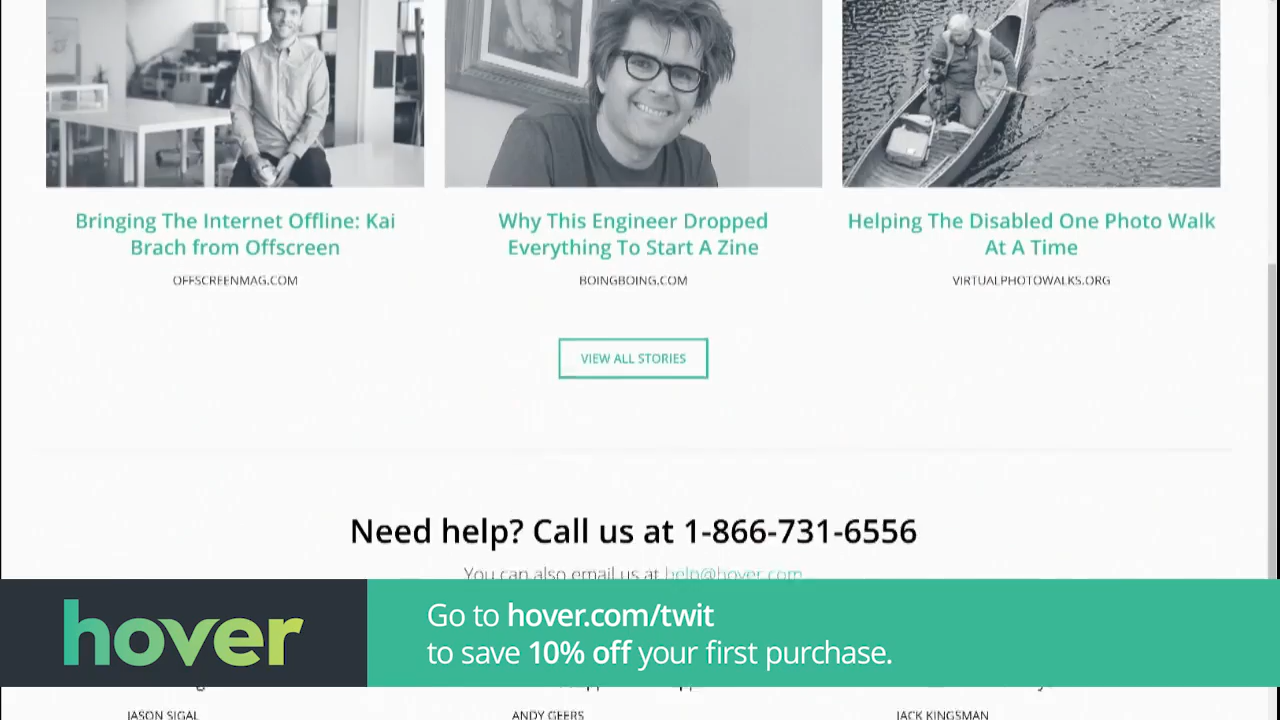 Bringing The Internet Offline: Kai
Brach from Offscreen
OFFSCREENMAG.COM
Why This Engineer Dropped
Everything To Start A Zine
BOINGBOING.COM
Helping The Disabled One Photo Walk
At A Time
VIRTUALPHOTOWALKS.ORG
VIEW ALL STORIES
Need help? Call us at 1-866-731-6556
You can also email us at help@hover.com
hover
Go to hover.com/twit
to save 10% off your first purchase.
JASON SIGAL
ANDY GEERS
JACK KINGSMAN